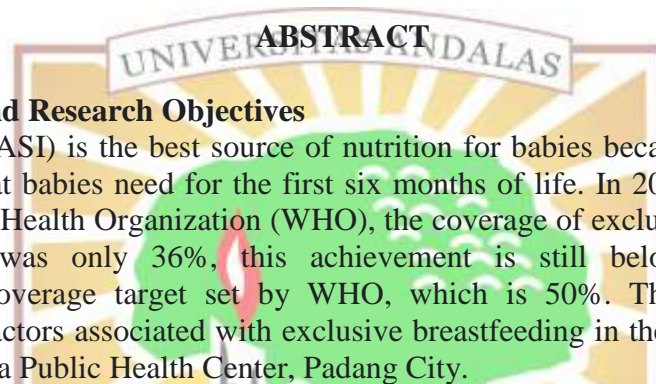 ABSTRACT
UNIVERSITAS ANDALAS
nd Research Objectives
ASI) is the best source of nutrition for babies beca
at babies need for the first six months of life. In 20
Health Organization (WHO), the coverage of exclu
was only 36%, this achievement is still belo
overage target set by WHO, which is 50%. Th
actors associated with exclusive breastfeeding in the
a Public Health Center, Padang City.